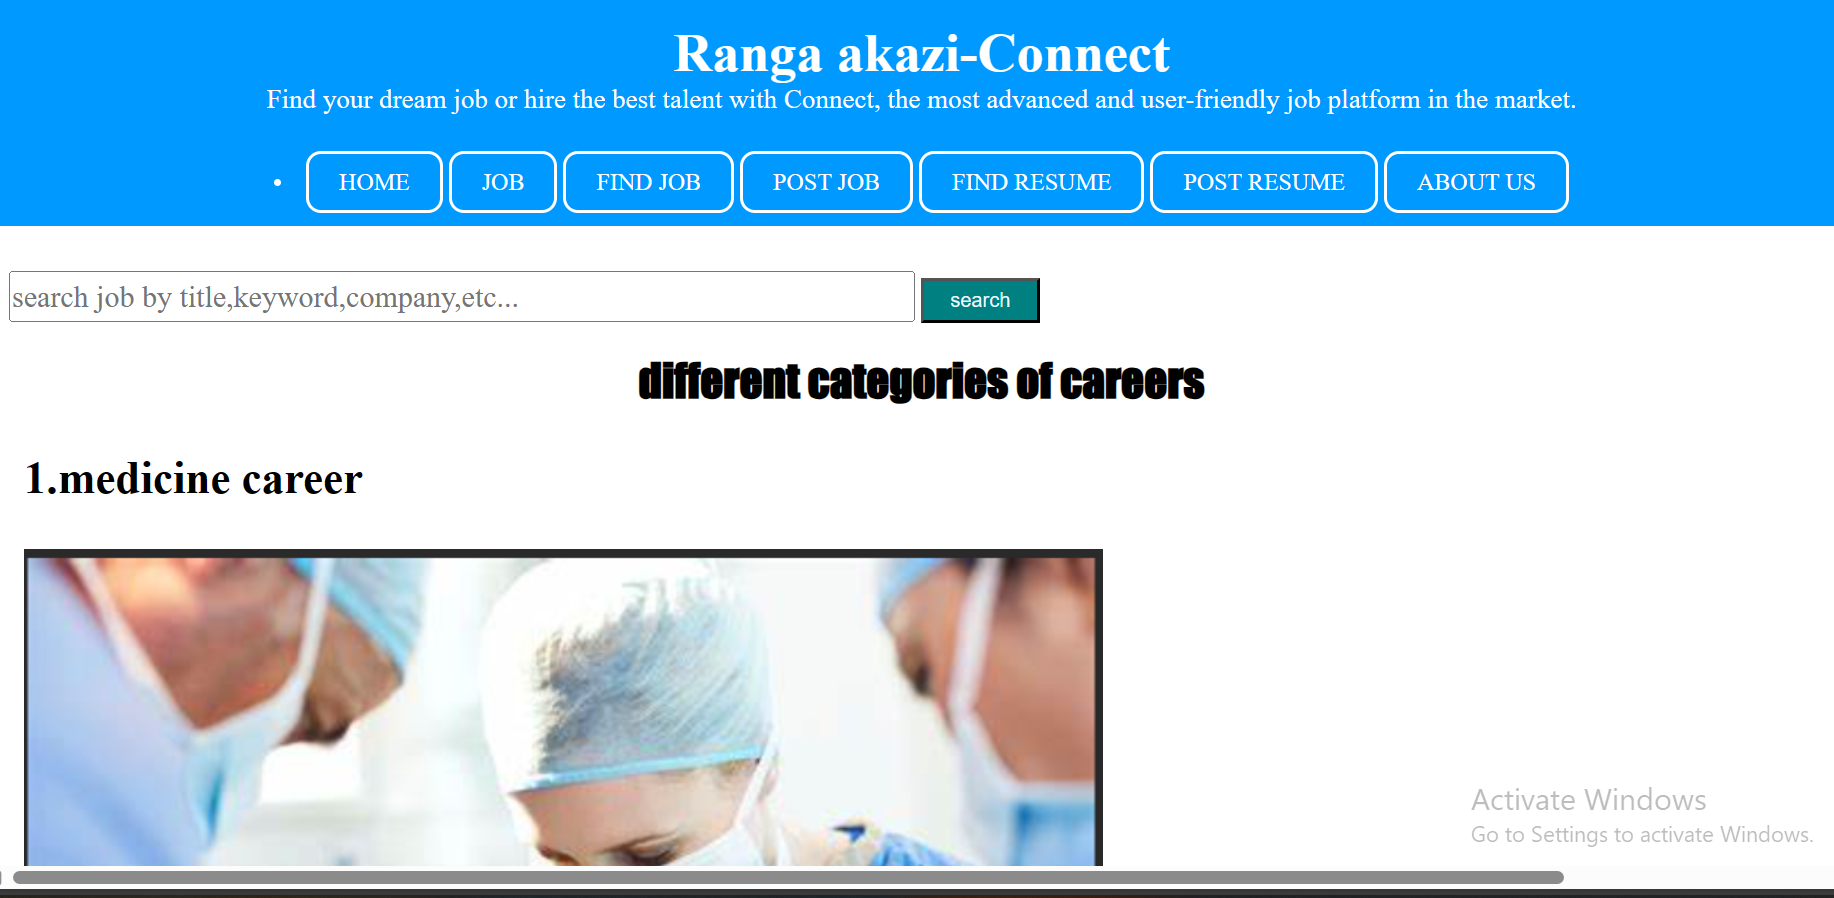 Ranga akazi-Connect
Find your dream job or hire the best talent with Connect, the most advanced and user-friendly job platform in the market.
• HOME JOB FIND JOB POST JOB FIND RESUME POST RESUME ABOUT US
search job by title,keyword,company,etc... search
different categories of careers
1.medicine career
Activate Windows
Go to Settings to activate Windows.